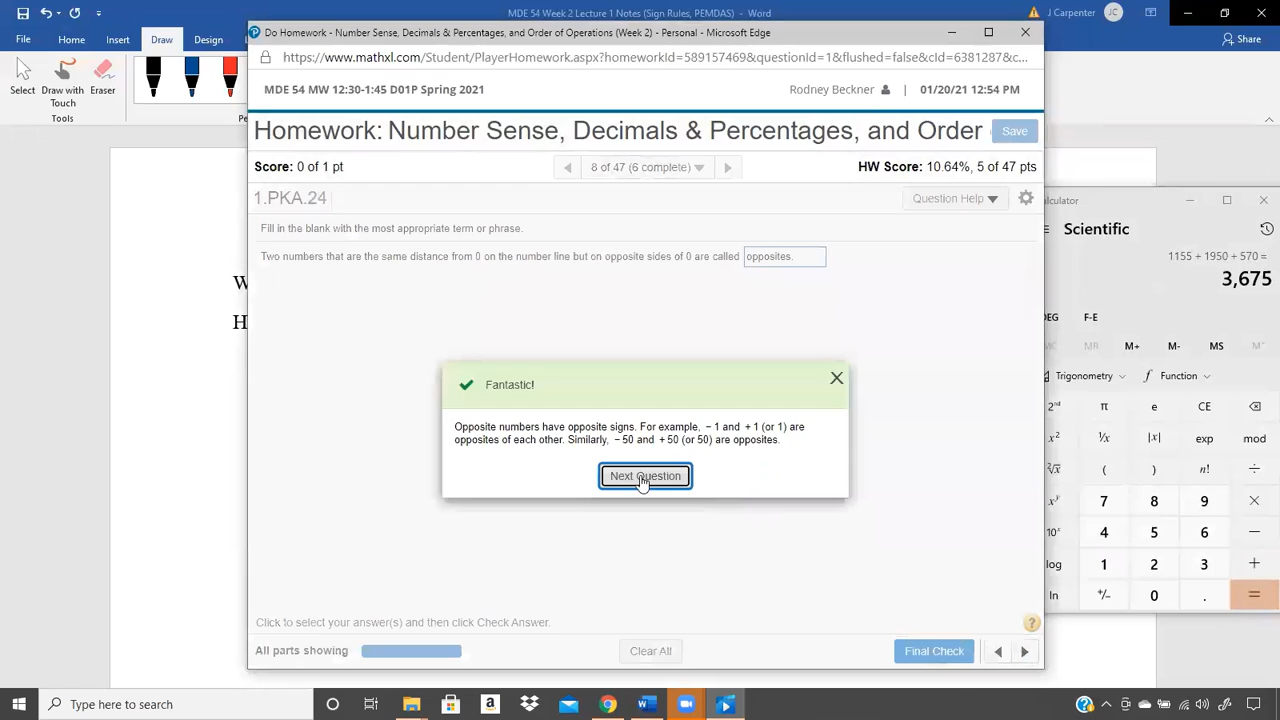 MDE 54 Week 2 Lecture 1 Notes (Sign Rules, PEMDAS) - Word
J Carpenter
JC
File
Home
Insert
Draw
Design
Share
Select
Draw with Touch
Eraser
Tools
Do Homework - Number Sense, Decimals & Percentages, and Order of Operations (Week 2) - Personal - Microsoft Edge
https://www.mathxl.com/Student/PlayerHomework.aspx?homeworkId=589157469&questionId=1&flushed=false&cId=6381287&c...
MDE 54 MW 12:30-1:45 D01P Spring 2021
Rodney Beckner | 01/20/21 12:54 PM
Homework: Number Sense, Decimals & Percentages, and Order
Save
Score: 0 of 1 pt
8 of 47 (6 complete)
HW Score: 10.64%, 5 of 47 pts
1.PKA.24
Question Help
Fill in the blank with the most appropriate term or phrase.
Two numbers that are the same distance from 0 on the number line but on opposite sides of 0 are called opposites.
Fantastic!
X
Opposite numbers have opposite signs. For example, − 1 and + 1 (or 1) are
opposites of each other. Similarly, − 50 and + 50 (or 50) are opposites.
Next Question
Click to select your answer(s) and then click Check Answer.
?
All parts showing
Clear All
Final Check
W
H
alculator
Scientific
1155 + 1950 + 570 =
3,675
DEG
F-E
MC MR M+ M- MS
Trigonometry
Function
2ⁿᵈ π e CE
x² ¹/x |x| exp mod
²√x ( ) n! ÷
xʸ 7 8 9 ×
10ˣ 4 5 6 −
log 1 2 3 +
ln +/− 0 . =
Type here to search